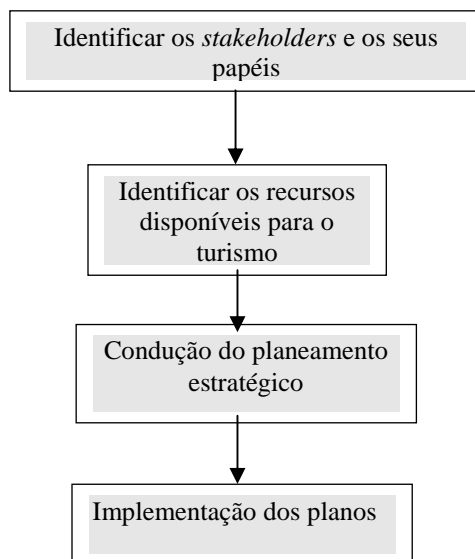 Identificar os stakeholders e os seus
papéis
Identificar os recursos
disponíveis para o
turismo
Condução do planeamento
estratégico
Implementação dos planos